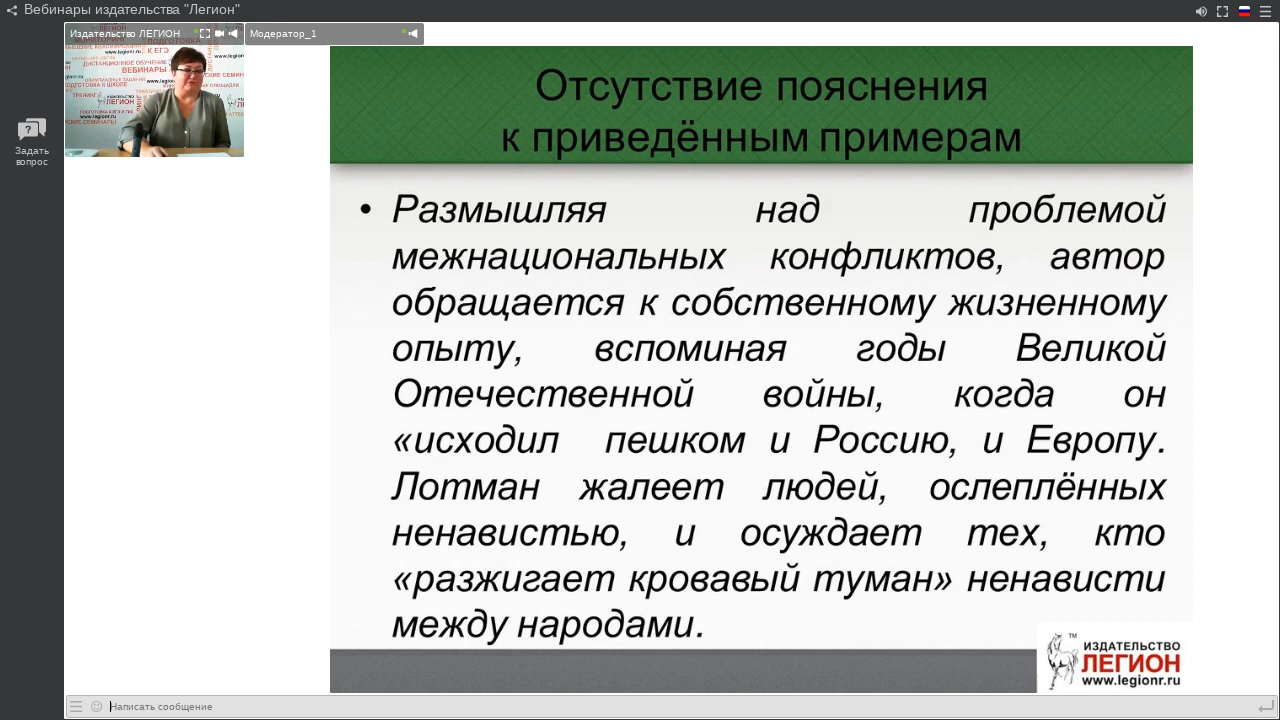 Вебинары издательства "Легион"
Издательство ЛЕГИОН
Модератор_1
Задать
вопрос
Отсутствие пояснения
к приведённым примерам
• Размышляя над проблемой
межнациональных конфликтов, автор
обращается к собственному жизненному
опыту, вспоминая годы Великой
Отечественной войны, когда он
«исходил пешком и Россию, и Европу.
Лотман жалеет людей, ослеплённых
ненавистью, и осуждает тех, кто
«разжигает кровавый туман» ненависти
между народами.
TM
ИЗДАТЕЛЬСТВО
ЛЕГИОН
www.legionr.ru
Написать сообщение